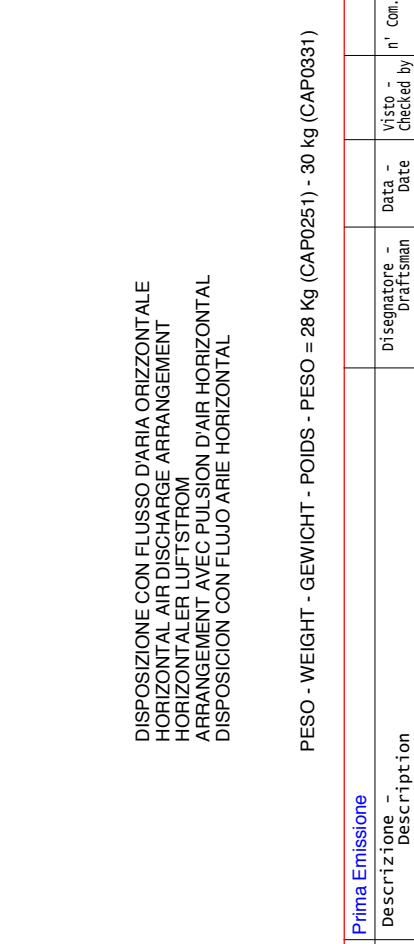 DISPOSIZIONE CON FLUSSO D'ARIA ORIZZONTALE
HORIZONTAL AIR DISCHARGE ARRANGEMENT
HORIZONTALER LUFTSTROM
ARRANGEMENT AVEC PULSION D'AIR HORIZONTAL
DISPOSICION CON FLUJO ARIE HORIZONTAL
PESO - WEIGHT - GEWICHT - POIDS - PESO = 28 Kg (CAP0251) - 30 kg (CAP0331)
Prima Emissione
Descrizione -
Description
Disegnatore -
Draftsman
Data -
Date
Visto -
Checked by
n' Com.